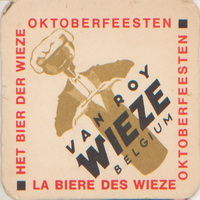 OKTOBERFEESTEN
HET BIER DER WIEZE
OKTOBERFEESTEN
VAN ROY
WIEZE
BELGIUM
LA BIERE DES WIEZE